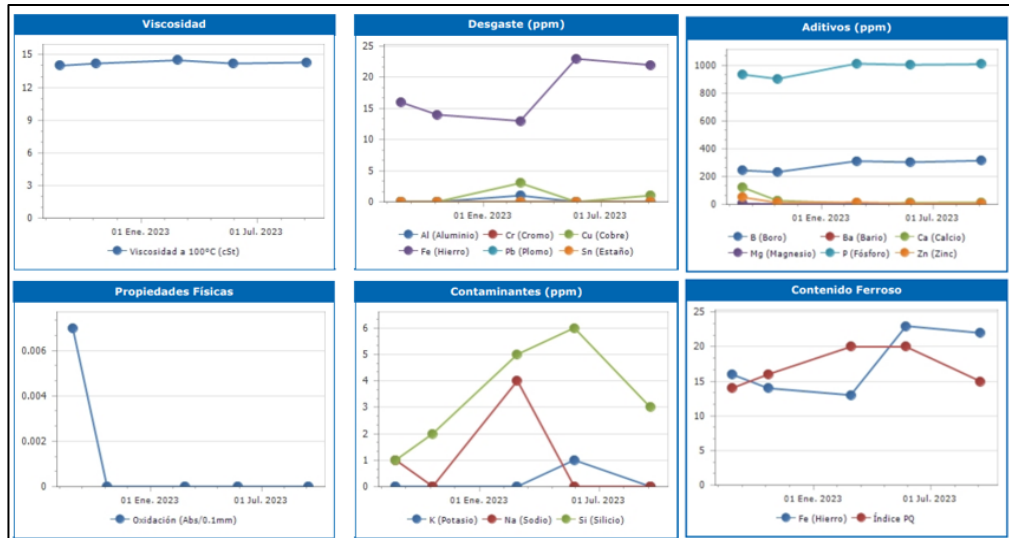 Viscosidad
15
12
9
6
3
0
01 Ene. 2023 01 Jul. 2023
Viscosidad a 100ºC (cSt)
Desgaste (ppm)
25
20
15
10
5
0
01 Ene. 2023 01 Jul. 2023
Al (Aluminio) Cr (Cromo) Cu (Cobre)
Fe (Hierro) Pb (Plomo) Sn (Estaño)
Aditivos (ppm)
1000
800
600
400
200
0
01 Ene. 2023 01 Jul. 2023
B (Boro) Ba (Bario) Ca (Calcio)
Mg (Magnesio) P (Fósforo) Zn (Zinc)
Propiedades Físicas
0.006
0.004
0.002
0
01 Ene. 2023 01 Jul. 2023
Oxidación (Abs/0.1mm)
Contaminantes (ppm)
6
5
4
3
2
1
0
01 Ene. 2023 01 Jul. 2023
K (Potasio) Na (Sodio) Si (Silicio)
Contenido Ferroso
25
20
15
10
5
0
01 Ene. 2023 01 Jul. 2023
Fe (Hierro) Índice PQ